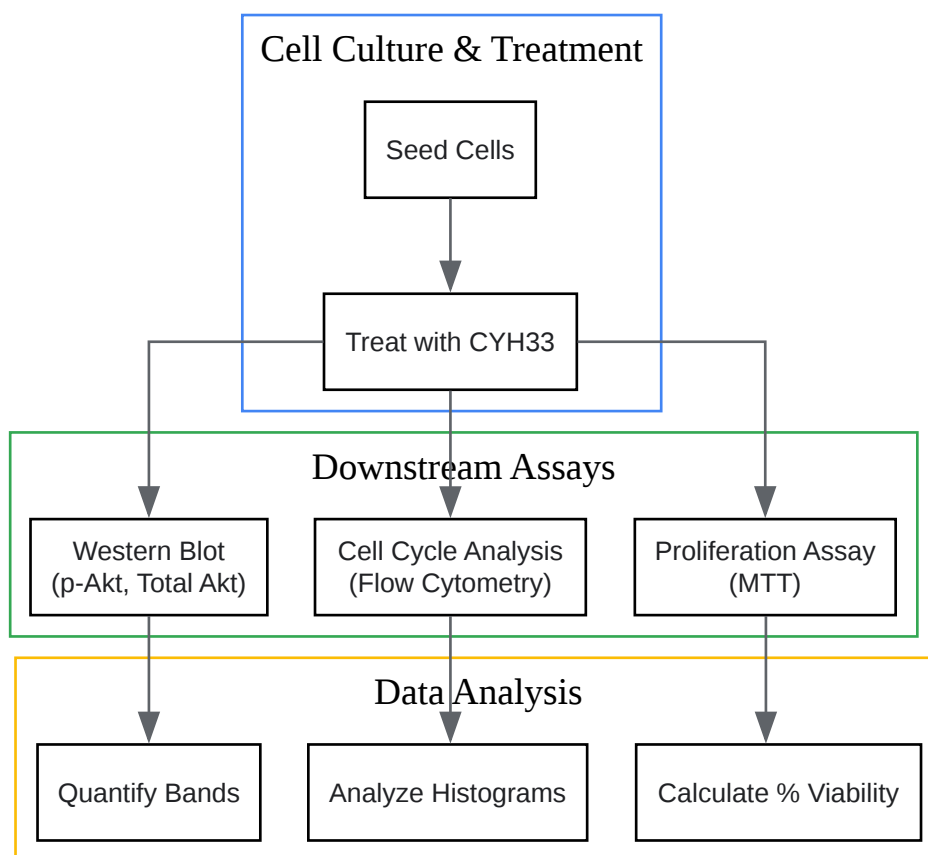 Cell Culture & Treatment
Seed Cells
Treat with CYH33
Downstream Assays
Western Blot
(p-Akt, Total Akt)
Cell Cycle Analysis
(Flow Cytometry)
Proliferation Assay
(MTT)
Data Analysis
Quantify Bands
Analyze Histograms
Calculate % Viability